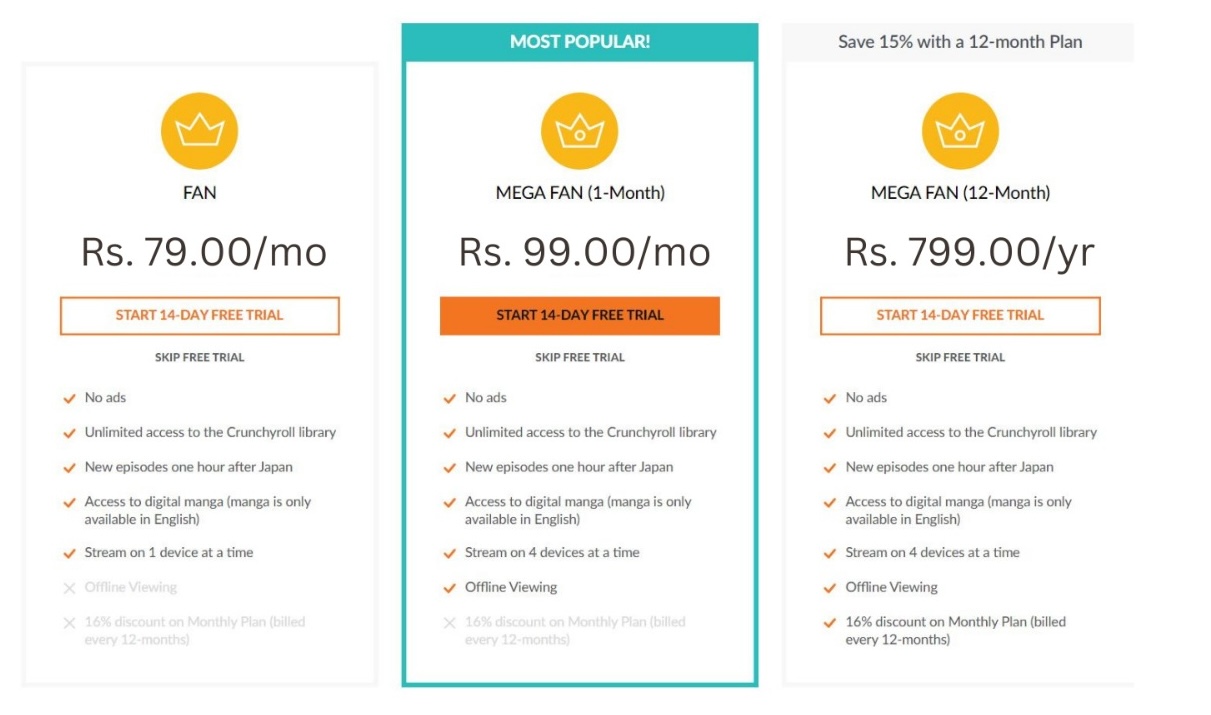 FAN
Rs. 79.00/mo
START 14-DAY FREE TRIAL
SKIP FREE TRIAL
No ads
Unlimited access to the Crunchyroll library
New episodes one hour after Japan
Access to digital manga (manga is only
available in English)
Stream on 1 device at a time
Offline Viewing
16% discount on Monthly Plan (billed
every 12-months)
MOST POPULAR!
MEGA FAN (1-Month)
Rs. 99.00/mo
START 14-DAY FREE TRIAL
SKIP FREE TRIAL
No ads
Unlimited access to the Crunchyroll library
New episodes one hour after Japan
Access to digital manga (manga is only
available in English)
Stream on 4 devices at a time
Offline Viewing
16% discount on Monthly Plan (billed
every 12-months)
Save 15% with a 12-month Plan
MEGA FAN (12-Month)
Rs. 799.00/yr
START 14-DAY FREE TRIAL
SKIP FREE TRIAL
No ads
Unlimited access to the Crunchyroll library
New episodes one hour after Japan
Access to digital manga (manga is only
available in English)
Stream on 4 devices at a time
Offline Viewing
16% discount on Monthly Plan (billed
every 12-months)